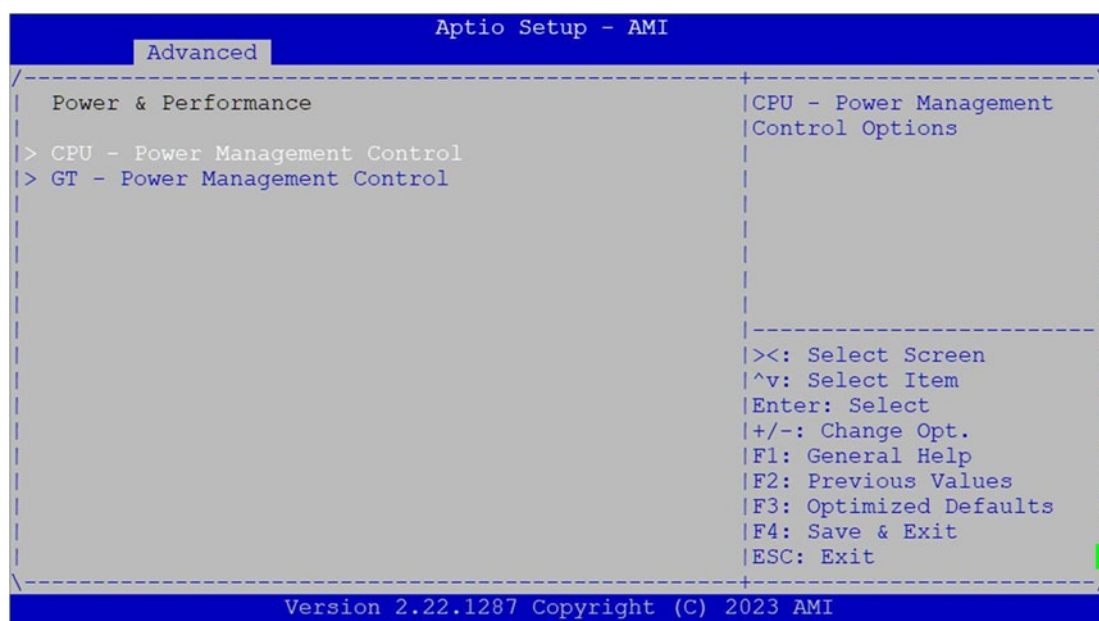 Aptio Setup - AMI
Advanced
Power & Performance
> CPU - Power Management Control
> GT - Power Management Control
CPU - Power Management
Control Options
><: Select Screen
^v: Select Item
Enter: Select
+/-: Change Opt.
F1: General Help
F2: Previous Values
F3: Optimized Defaults
F4: Save & Exit
ESC: Exit
Version 2.22.1287 Copyright (C) 2023 AMI